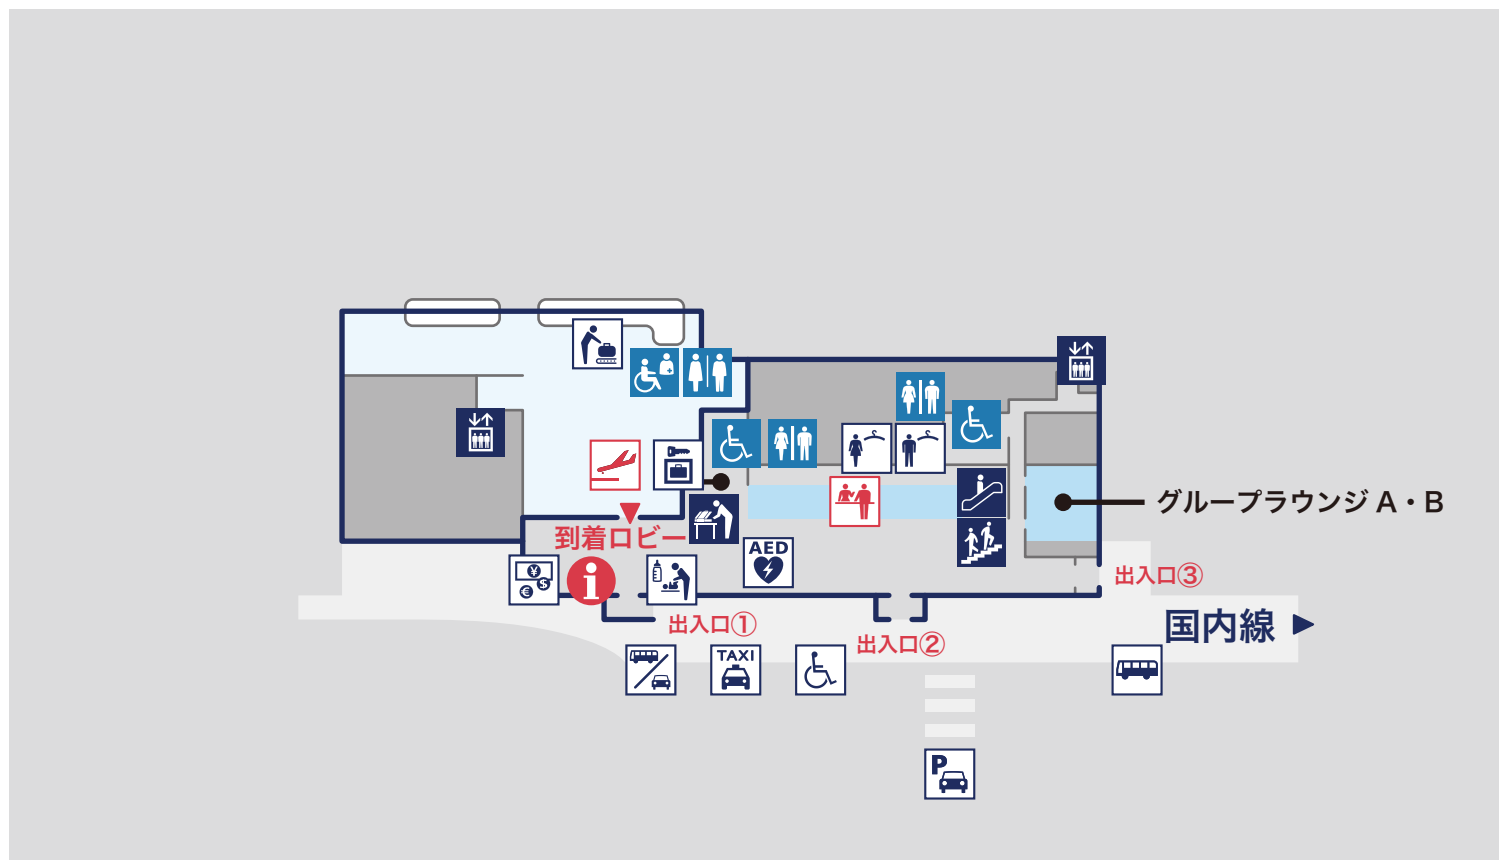 グループラウンジ A・B
到着ロビー
AED
¥
$
€
i
出入口③
出入口①
国内線
出入口②
TAXI
P